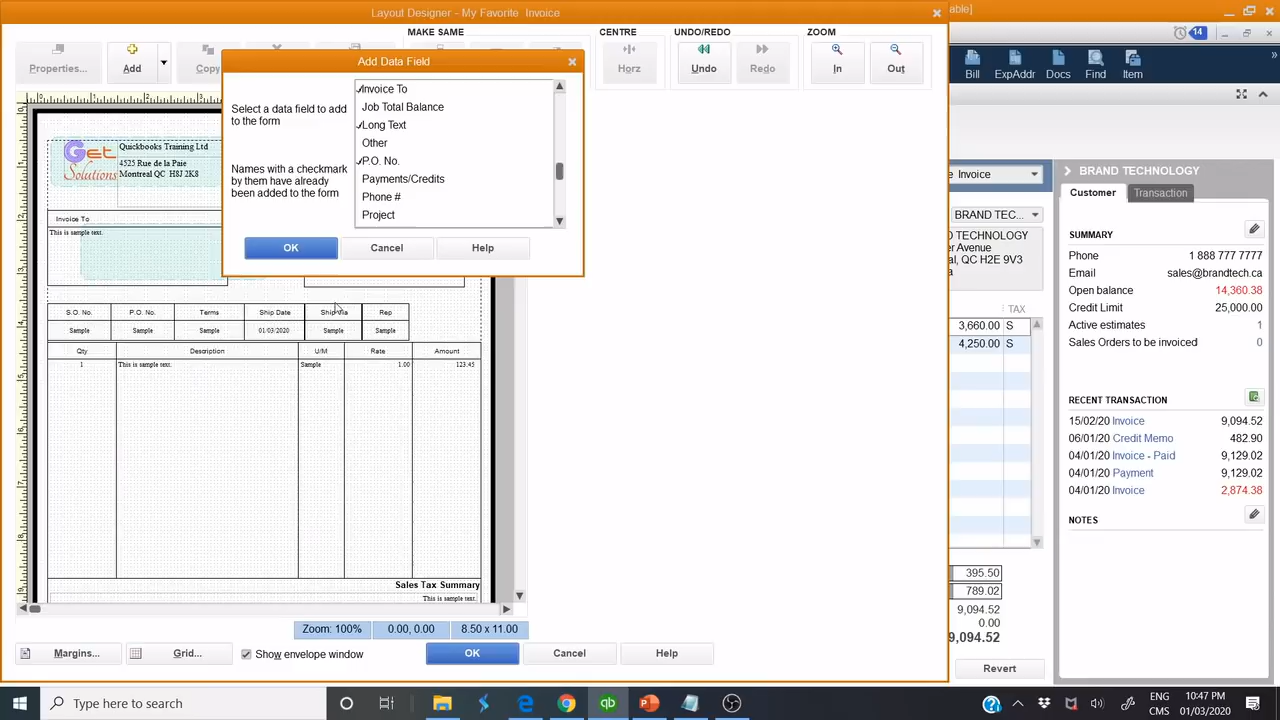 Layout Designer - My Favorite Invoice
able]
MAKE SAME
CENTRE
UNDO/REDO
ZOOM
Properties...
Add
Copy
Horz
Undo
Redo
In
Out
14
Bill
ExpAddr
Docs
Find
Item
Add Data Field
Select a data field to add
to the form
Names with a checkmark
by them have already
been added to the form
Invoice To
Job Total Balance
Long Text
Other
P.O. No.
Payments/Credits
Phone #
Project
OK
Cancel
Help
Get
Solutions
Quickbooks Training Ltd
4525 Rue de la Paie
Montreal QC H8J 2K8
Invoice To
This is sample text.
S.O. No.
P.O. No.
Terms
Ship Date
Ship Via
Rep
Sample
Sample
Sample
01/03/2020
Sample
Sample
Qty
Description
U/M
Rate
Amount
1
This is sample text.
Sample
1.00
123.45
Sales Tax Summary
This is sample text.
Zoom: 100%
0.00, 0.00
8.50 x 11.00
Margins...
Grid...
Show envelope window
OK
Cancel
Help
e Invoice
BRAND TEC...
DTECHNOLOGY
er Avenue
al, QC H2E 9V3
a
TAX
3,660.00 S
4,250.00 S
395.50
789.02
9,094.52
0.00
9,094.52
Revert
BRAND TECHNOLOGY
Customer
Transaction
SUMMARY
Phone 1 888 777 7777
Email sales@brandtech.ca
Open balance 14,360.38
Credit Limit 25,000.00
Active estimates 1
Sales Orders to be invoiced 0
RECENT TRANSACTION
15/02/20 Invoice 9,094.52
06/01/20 Credit Memo 482.90
04/01/20 Invoice - Paid 9,129.02
04/01/20 Payment 9,129.02
04/01/20 Invoice 2,874.38
NOTES
Type here to search
qb
ENG
CMS
10:47 PM
01/03/2020